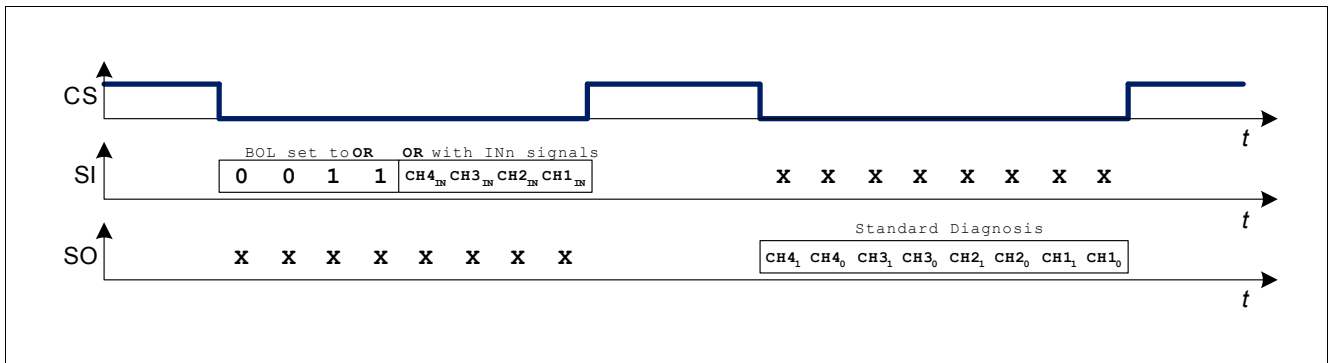 CS
t
BOL set to OR OR with INn signals
SI 0 0 1 1 CH4IN CH3IN CH2IN CH1IN X X X X X X X X
t
Standard Diagnosis
SO X X X X X X X X CH41 CH40 CH31 CH30 CH21 CH20 CH11 CH10
t